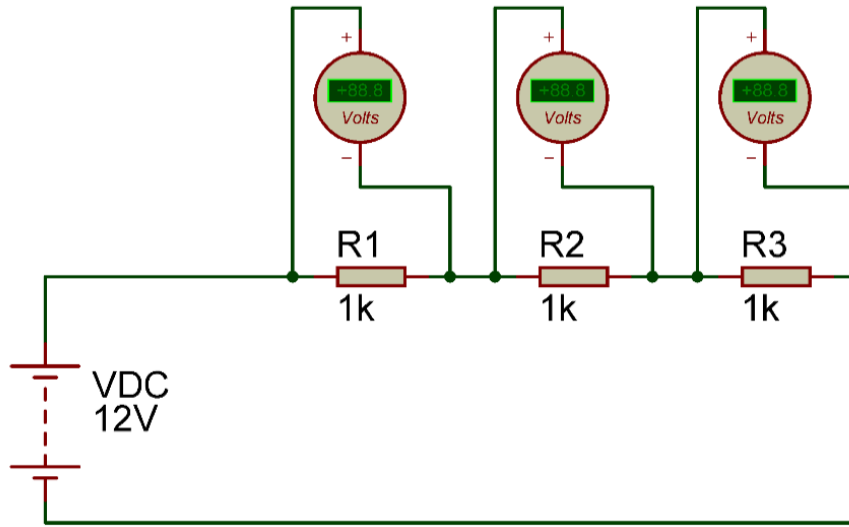 + + +
+88.8 +88.8 +88.8
Volts Volts Volts
− − −
R1 R2 R3
1k 1k 1k
VDC
12V